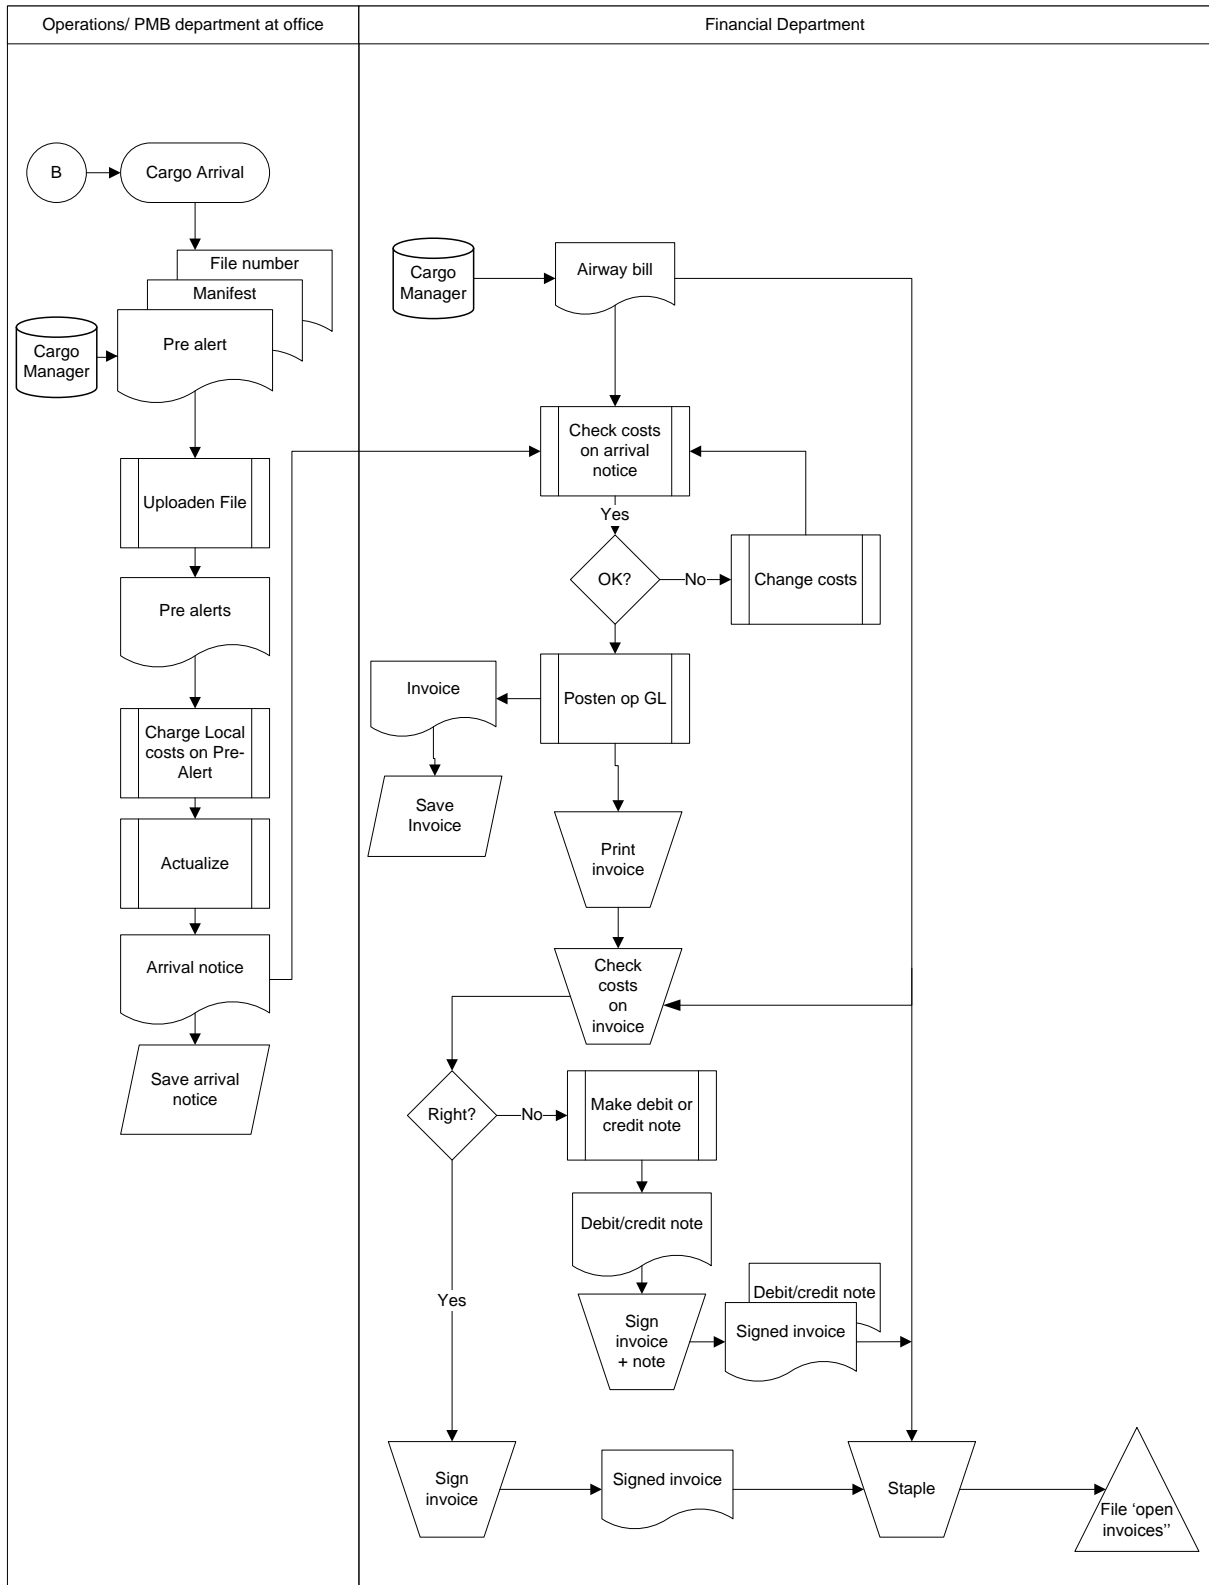 Operations/ PMB department at office
Financial Department
B
Cargo Arrival
File number
Manifest
Pre alert
Cargo
Manager
Uploaden File
Pre alerts
Charge Local
costs on Pre-
Alert
Actualize
Arrival notice
Save arrival
notice
Cargo
Manager
Airway bill
Check costs
on arrival
notice
Yes
OK?
No
Change costs
Posten op GL
Invoice
Save
Invoice
Print
invoice
Check
costs
on
invoice
Right?
No
Make debit or
credit note
Debit/credit note
Sign
invoice
+ note
Debit/credit note
Signed invoice
Yes
Sign
invoice
Signed invoice
Staple
File ‘open
invoices’’